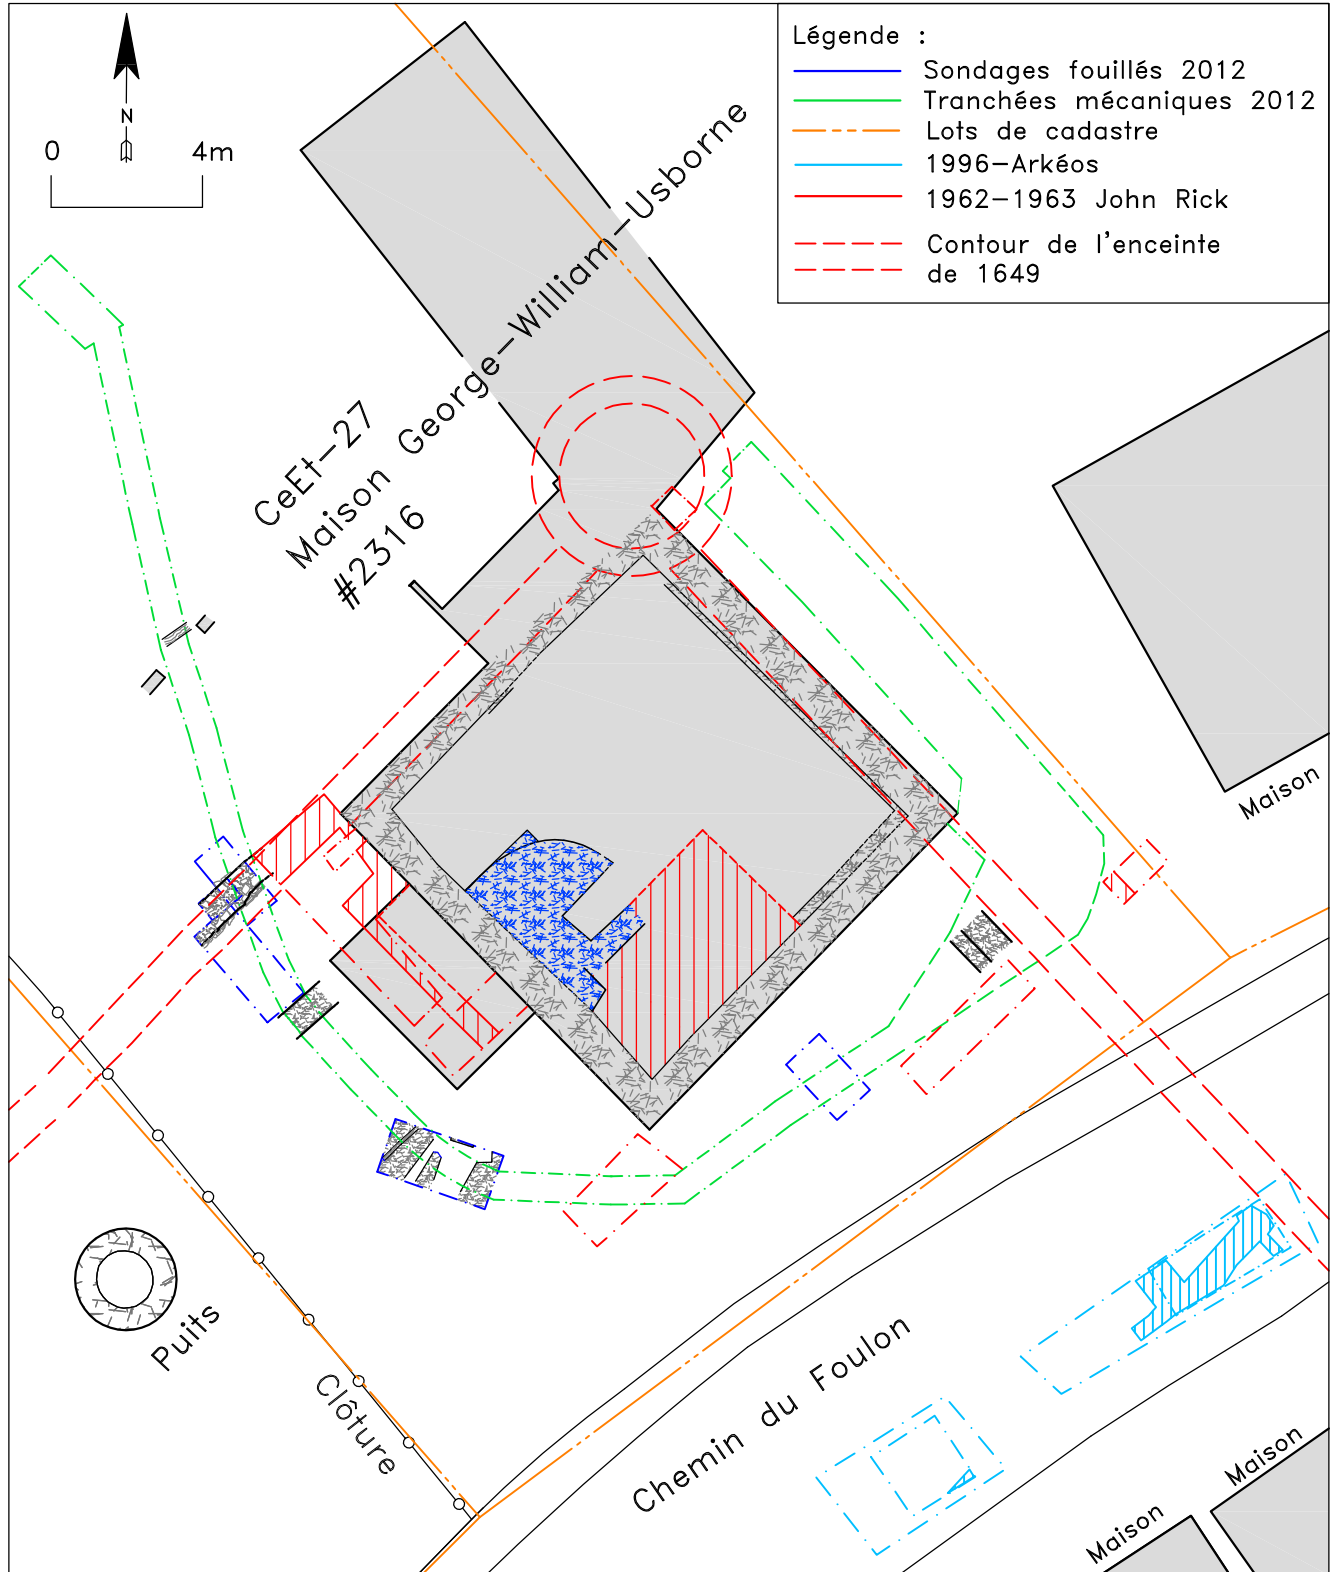 Légende :
Sondages fouillés 2012
Tranchées mécaniques 2012
Lots de cadastre
1996-Arkéos
1962-1963 John Rick
Contour de l'enceinte
de 1649
N
0 4m
CeEt-27
Maison George-William-Usborne
#2316
Maison
Puits
Clôture
Chemin du Foulon
Maison
Maison